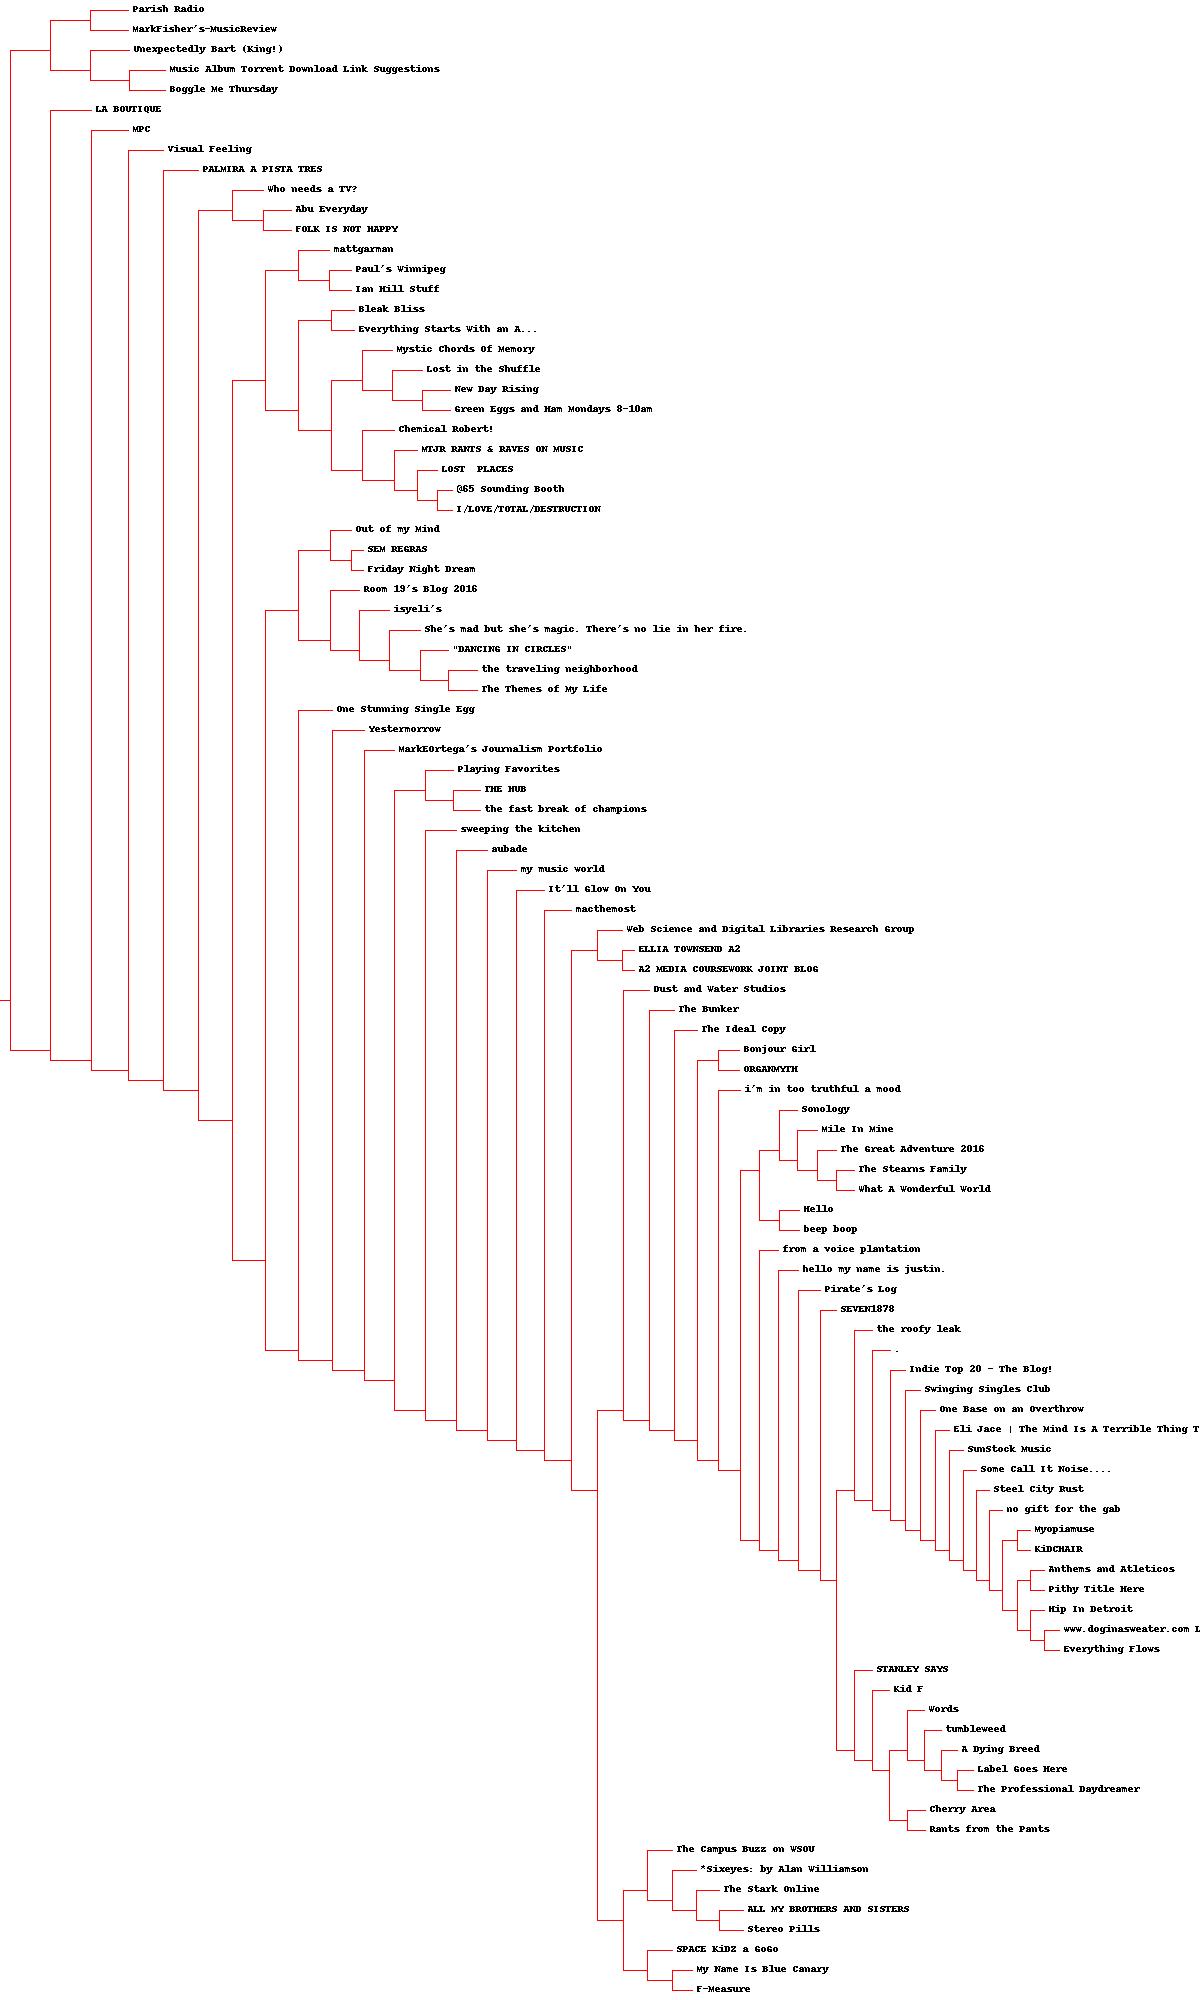 Parish Radio
MarkFisher's-MusicReview
Unexpectedly Bart (King!)
Music Album Torrent Download Link Suggestions
Boggle Me Thursday
LA BOUTIQUE
MPC
Visual Feeling
PALMIRA A PISTA TRES
Who needs a TV?
Abu Everyday
FOLK IS NOT HAPPY
mattgarman
Paul's Winnipeg
Ian Hill Stuff
Bleak Bliss
Everything Starts With an A...
Mystic Chords Of Memory
Lost in the Shuffle
New Day Rising
Green Eggs and Ham Mondays 8-10am
Chemical Robert!
MTJR RANTS & RAVES ON MUSIC
LOST  PLACES
@65 Sounding Booth
I/LOVE/TOTAL/DESTRUCTION
Out of my Mind
SEM REGRAS
Friday Night Dream
Room 19's Blog 2016
isyeli's
She's mad but she's magic. There's no lie in her fire.
"DANCING IN CIRCLES"
the traveling neighborhood
The Themes of My Life
One Stunning Single Egg
Yestermorrow
MarkEOrtega's Journalism Portfolio
Playing Favorites
THE HUB
the fast break of champions
sweeping the kitchen
aubade
my music world
It'll Glow On You
macthemost
Web Science and Digital Libraries Research Group
ELLIA TOWNSEND A2
A2 MEDIA COURSEWORK JOINT BLOG
Dust and Water Studios
The Bunker
The Ideal Copy
Bonjour Girl
ORGANMYTH
i'm in too truthful a mood
Sonology
Mile In Mine
The Great Adventure 2016
The Stearns Family
What A Wonderful World
Hello
beep boop
from a voice plantation
hello my name is justin.
Pirate's Log
SEVEN1878
the roofy leak
.
Indie Top 20 - The Blog!
Swinging Singles Club
One Base on an Overthrow
Eli Jace | The Mind Is A Terrible Thing T
SunStock Music
Some Call It Noise....
Steel City Rust
no gift for the gab
Myopiamuse
KiDCHAIR
Anthems and Atleticos
Pithy Title Here
Hip In Detroit
www.doginasweater.com L
Everything Flows
STANLEY SAYS
Kid F
Words
tumbleweed
A Dying Breed
Label Goes Here
The Professional Daydreamer
Cherry Area
Rants from the Pants
The Campus Buzz on WSOU
*Sixeyes: by Alan Williamson
The Stark Online
ALL MY BROTHERS AND SISTERS
Stereo Pills
SPACE KiDZ a GoGo
My Name Is Blue Canary
F-Measure